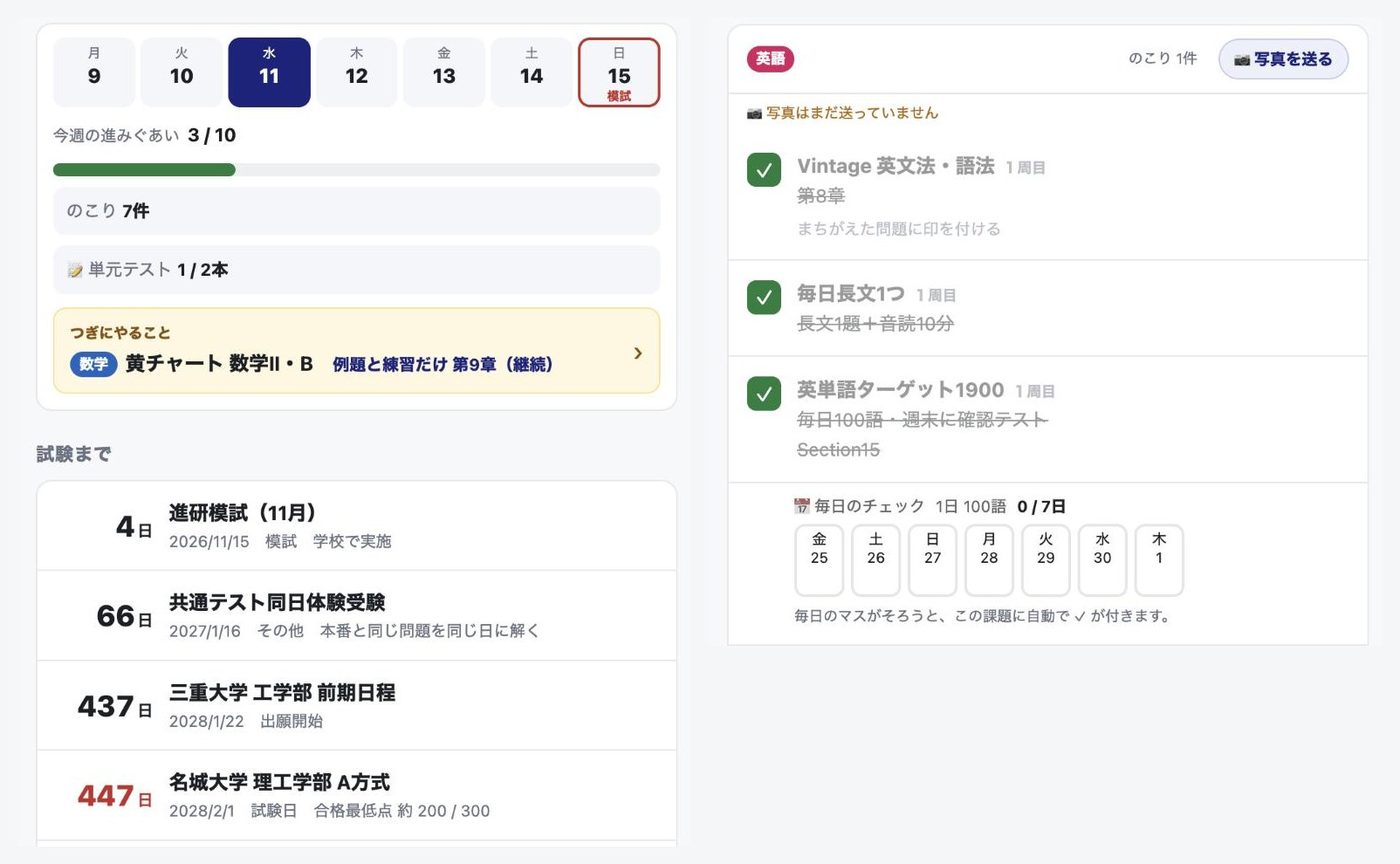 月 火 水 木 金 土 日
9 10 11 12 13 14 15
模試
今週の進みぐあい 3 / 10
のこり 7件
📝 単元テスト 1 / 2本
つぎにやること
数学 黄チャート 数学II・B 例題と練習だけ 第9章（継続） ›
試験まで
4日 進研模試（11月）
2026/11/15 模試 学校で実施
66日 共通テスト同日体験受験
2027/1/16 その他 本番と同じ問題を同じ日に解く
437日 三重大学 工学部 前期日程
2028/1/22 出願開始
447日 名城大学 理工学部 A方式
2028/2/1 試験日 合格最低点 約 200 / 300
英語 のこり 1件 📷 写真を送る
📷 写真はまだ送っていません
Vintage 英文法・語法 1 周目
第8章
まちがえた問題に印を付ける
毎日長文1つ 1 周目
長文1題＋音読10分
英単語ターゲット1900 1 周目
毎日100語・週末に確認テスト
Section15
📅 毎日のチェック 1日 100語 0 / 7日
金 土 日 月 火 水 木
25 26 27 28 29 30 1
毎日のマスがそろうと、この課題に自動で ✓ が付きます。